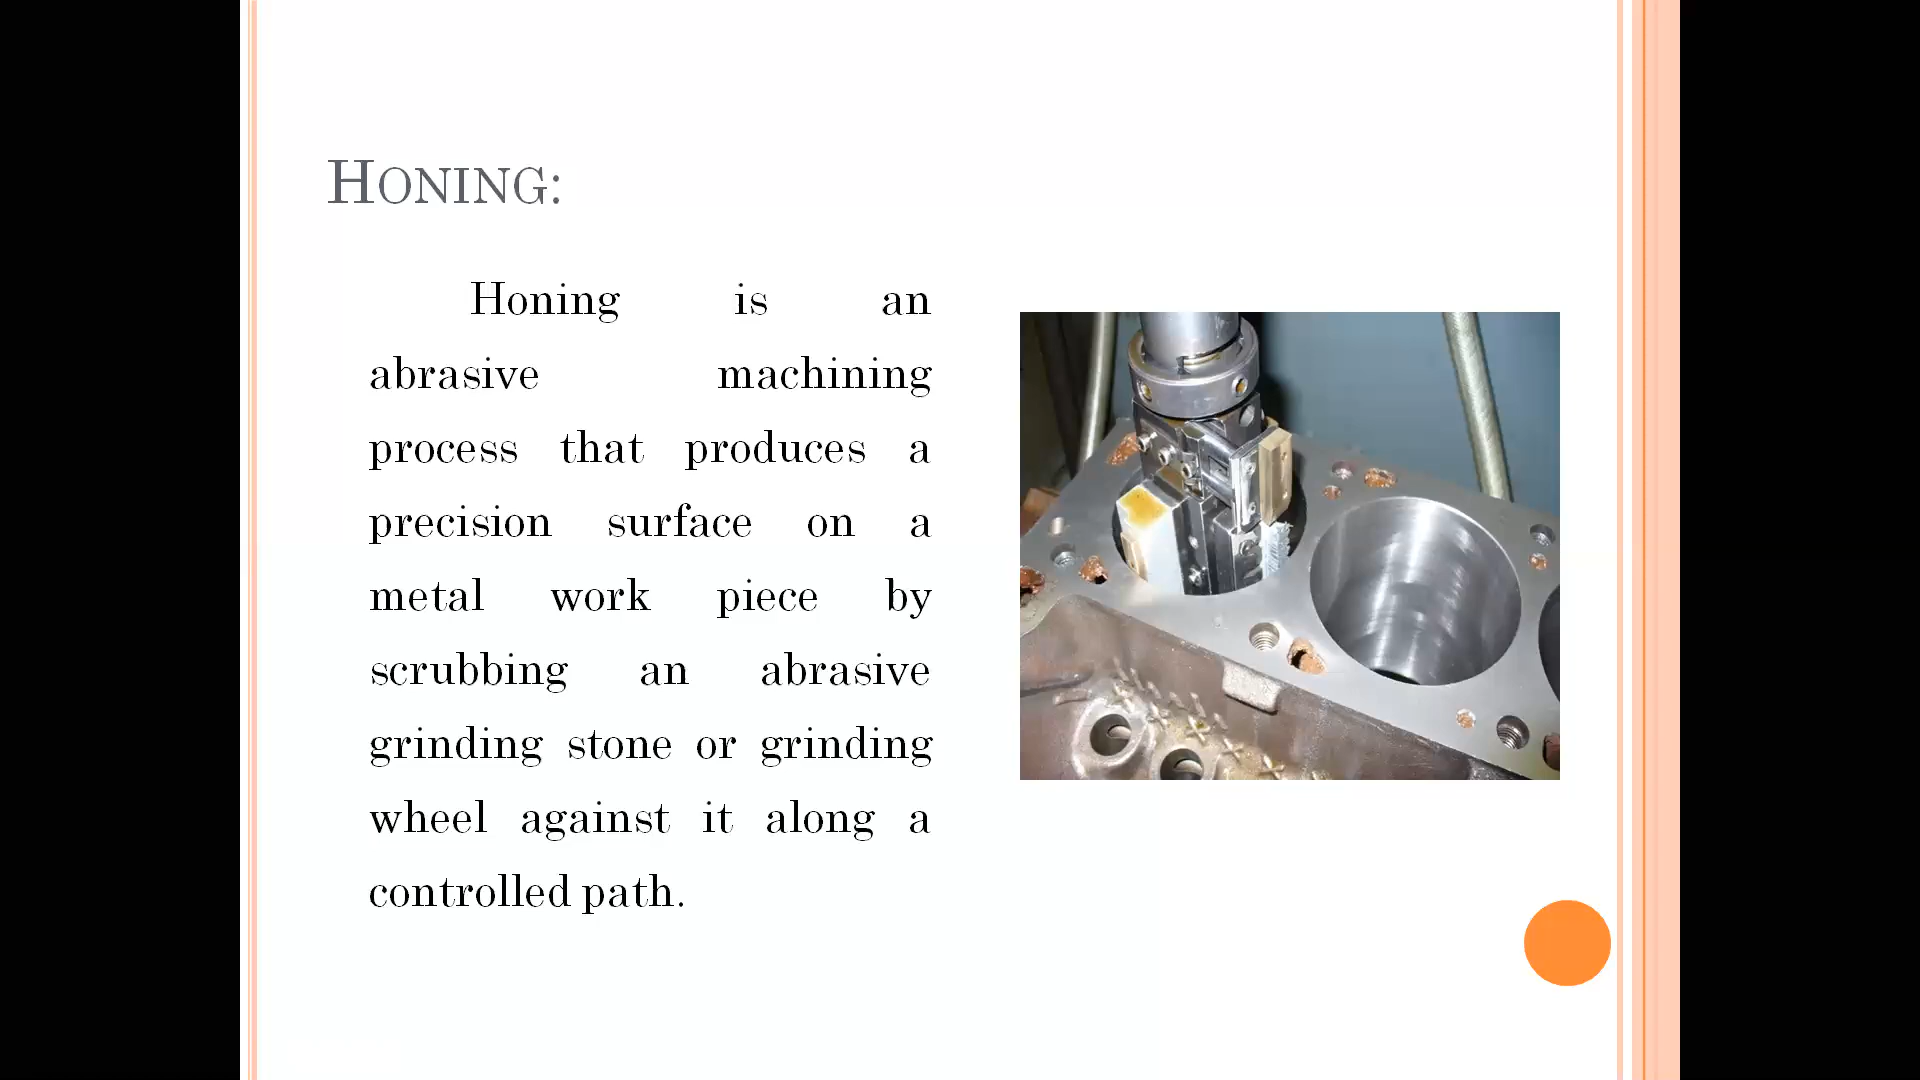 HONING:
Honing is an
abrasive machining
process that produces a
precision surface on a
metal work piece by
scrubbing an abrasive
grinding stone or grinding
wheel against it along a
controlled path.